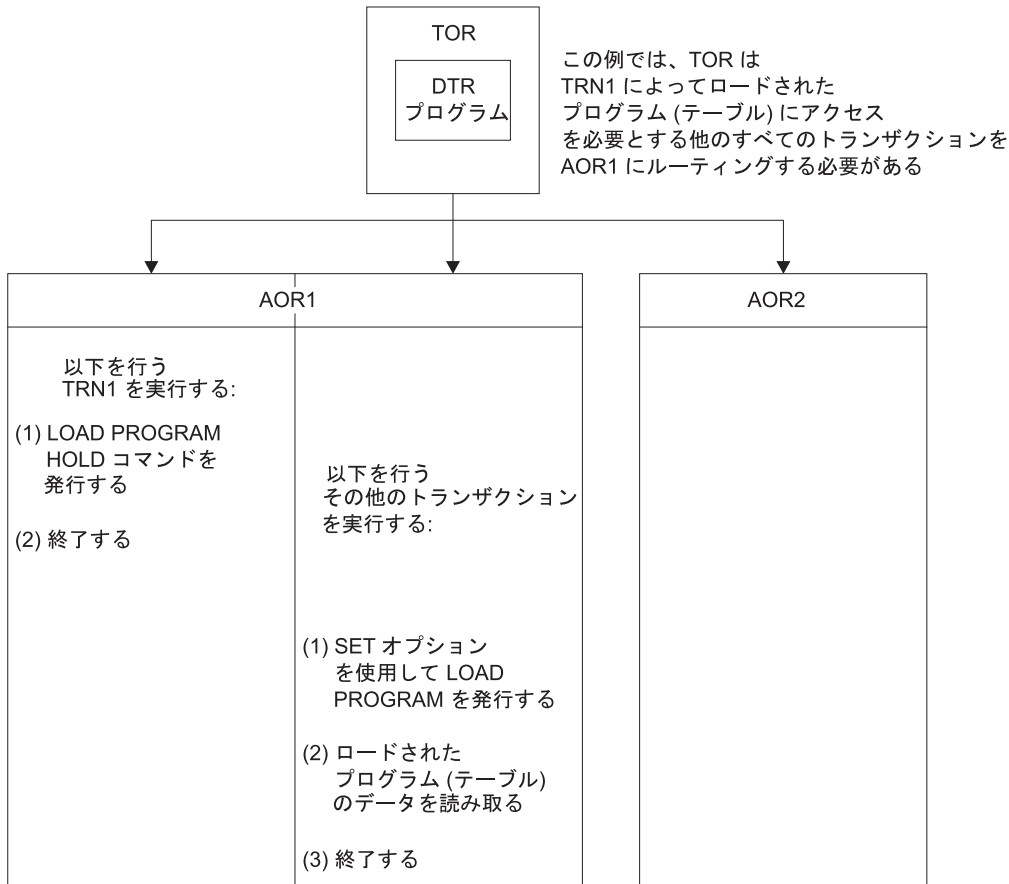 TOR
DTR
プログラム
この例では、TOR は
TRN1 によってロードされた
プログラム (テーブル) にアクセス
を必要とする他のすべてのトランザクションを
AOR1 にルーティングする必要がある
AOR1
以下を行う
TRN1 を実行する:
(1) LOAD PROGRAM
HOLD コマンドを
発行する
(2) 終了する
以下を行う
その他のトランザクション
を実行する:
(1) SET オプション
を使用して LOAD
PROGRAM を発行する
(2) ロードされた
プログラム (テーブル)
のデータを読み取る
(3) 終了する
AOR2